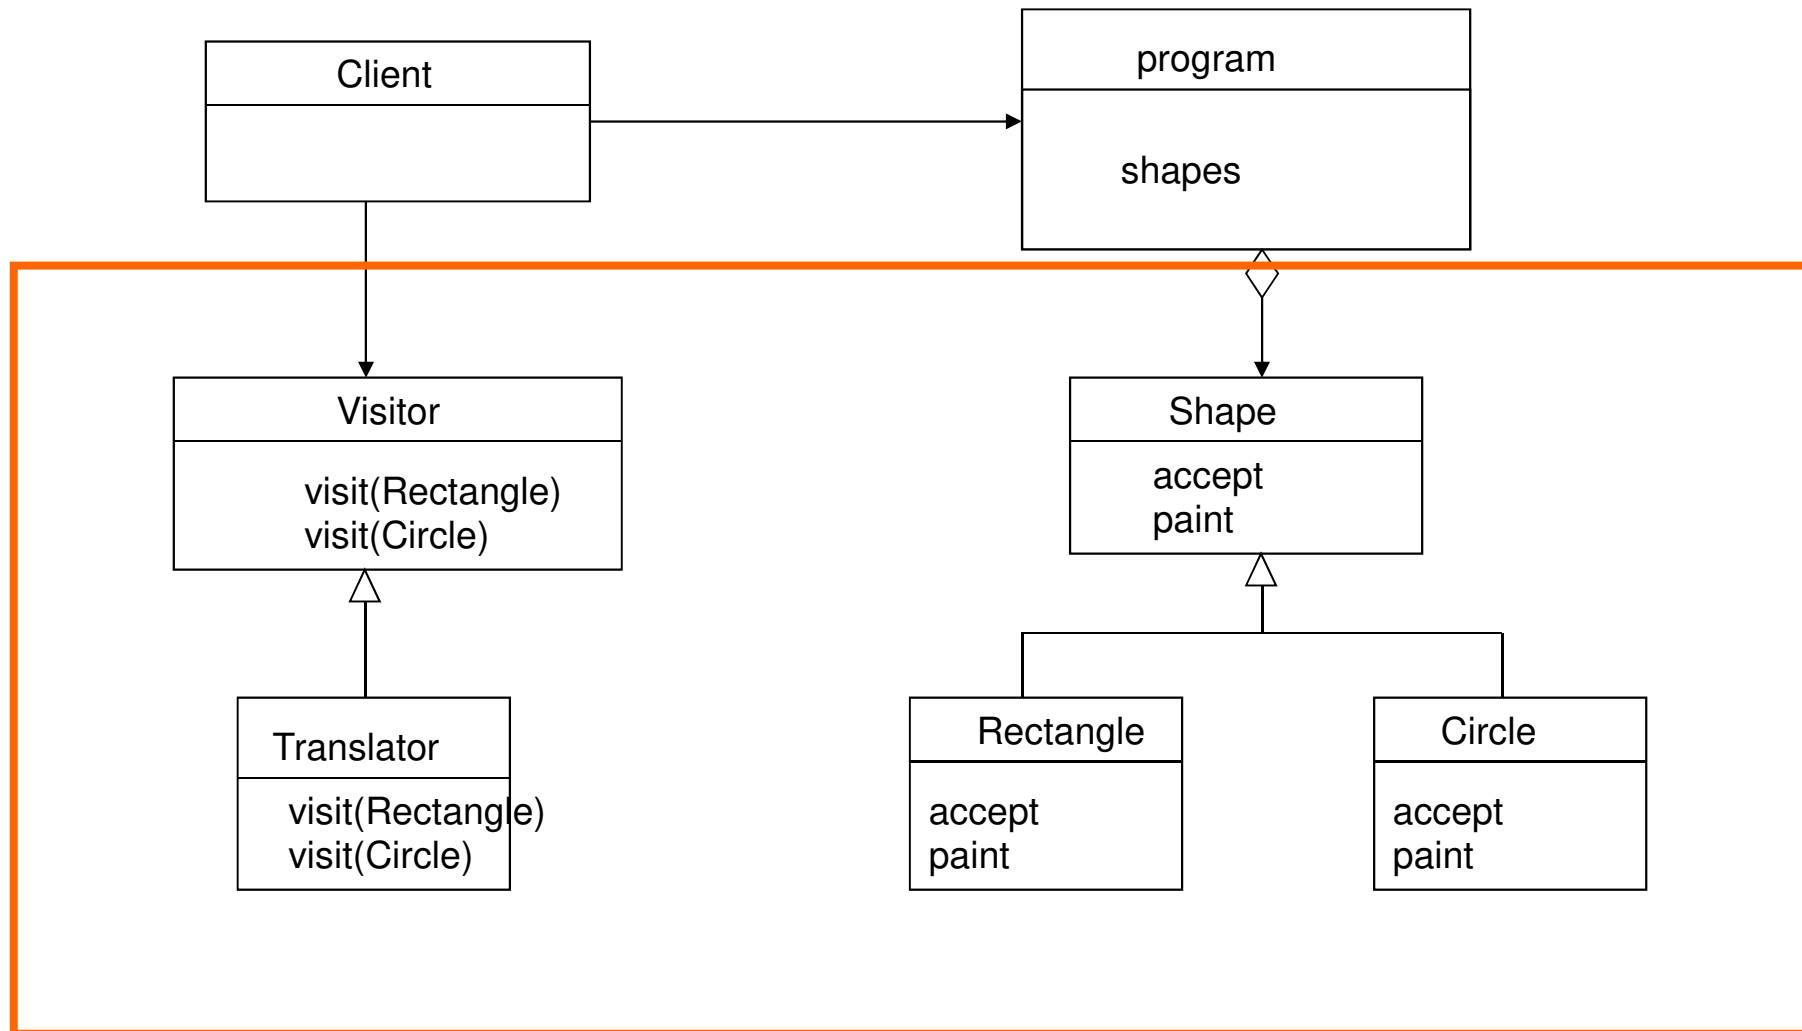 Client
program
shapes
Visitor
visit(Rectangle)
visit(Circle)
Shape
accept
paint
Translator
visit(Rectangle)
visit(Circle)
Rectangle
accept
paint
Circle
accept
paint